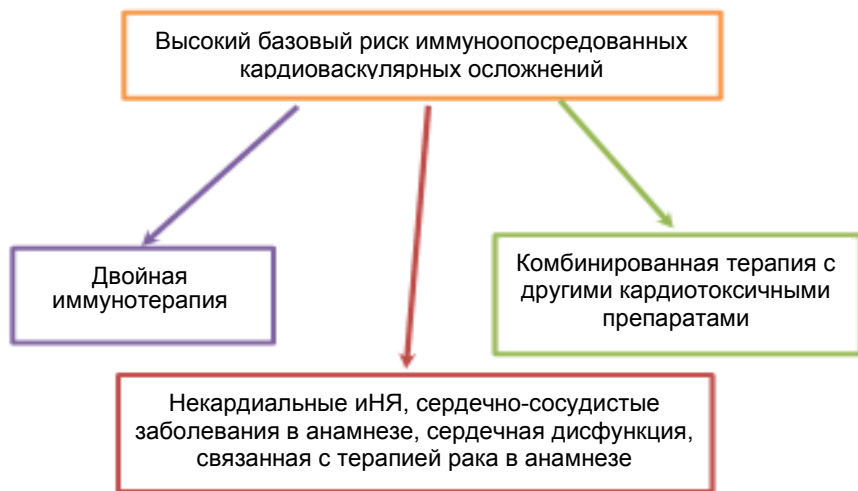 Высокий базовый риск иммуноопосредованных
кардиоваскулярных осложнений
Двойная
иммунотерапия
Комбинированная терапия с
другими кардиотоксичными
препаратами
Некардиальные иНЯ, сердечно-сосудистые
заболевания в анамнезе, сердечная дисфункция,
связанная с терапией рака в анамнезе